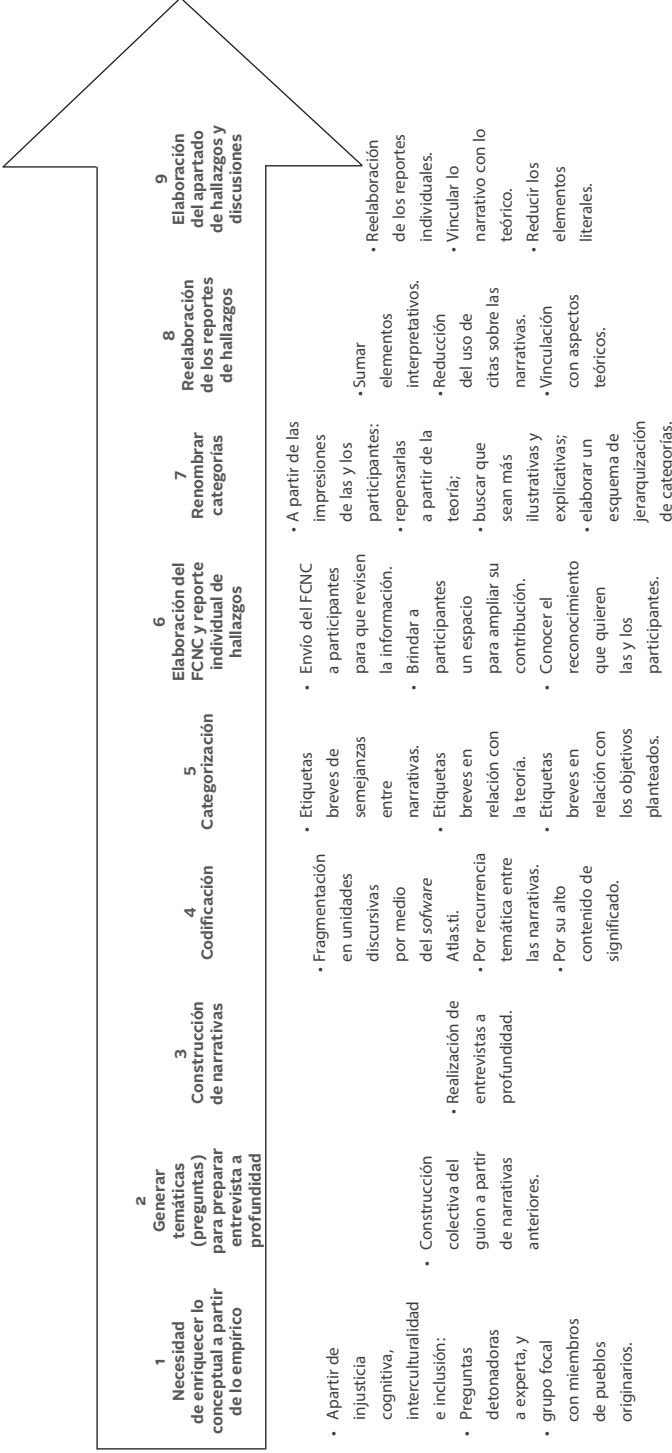 1
Necesidad
de enriquecer lo
conceptual a partir
de lo empírico
• Apartir de
injusticia
cognitiva,
interculturalidad
e inclusión:
• Preguntas
detonadoras
a experta, y
• grupo focal
con miembros
de pueblos
originarios.
2
Generar
temáticas
(preguntas)
para preparar
entrevista a
profundidad
• Construcción
colectiva del
guion a partir
de narrativas
anteriores.
3
Construcción
de narrativas
• Realización de
entrevistas a
profundidad.
4
Codificación
• Fragmentación
en unidades
discursivas
por medio
del sofware
Atlas.ti.
• Por recurrencia
temática entre
las narrativas.
• Por su alto
contenido de
significado.
5
Categorización
• Etiquetas
breves de
semejanzas
entre
narrativas.
• Etiquetas
breves en
relación con
la teoría.
• Etiquetas
breves en
relación con
los objetivos
planteados.
6
Elaboración del
FCNC y reporte
individual de
hallazgos
• Envío del FCNC
a participantes
para que revisen
la información.
• Brindar a
participantes
un espacio
para ampliar su
contribución.
• Conocer el
reconocimiento
que quieren
las y los
participantes.
7
Renombrar
categorías
• A partir de las
impresiones
de las y los
participantes:
• repensarlas
a partir de la
teoría;
• buscar que
sean más
ilustrativas y
explicativas;
• elaborar un
esquema de
jerarquización
de categorías.
8
Reelaboración
de los reportes
de hallazgos
• Sumar
elementos
interpretativos.
• Reducción
del uso de
citas sobre las
narrativas.
• Vinculación
con aspectos
teóricos.
9
Elaboración
del apartado
de hallazgos y
discusiones
• Reelaboración
de los reportes
individuales.
• Vincular lo
narrativo con lo
teórico.
• Reducir los
elementos
literales.